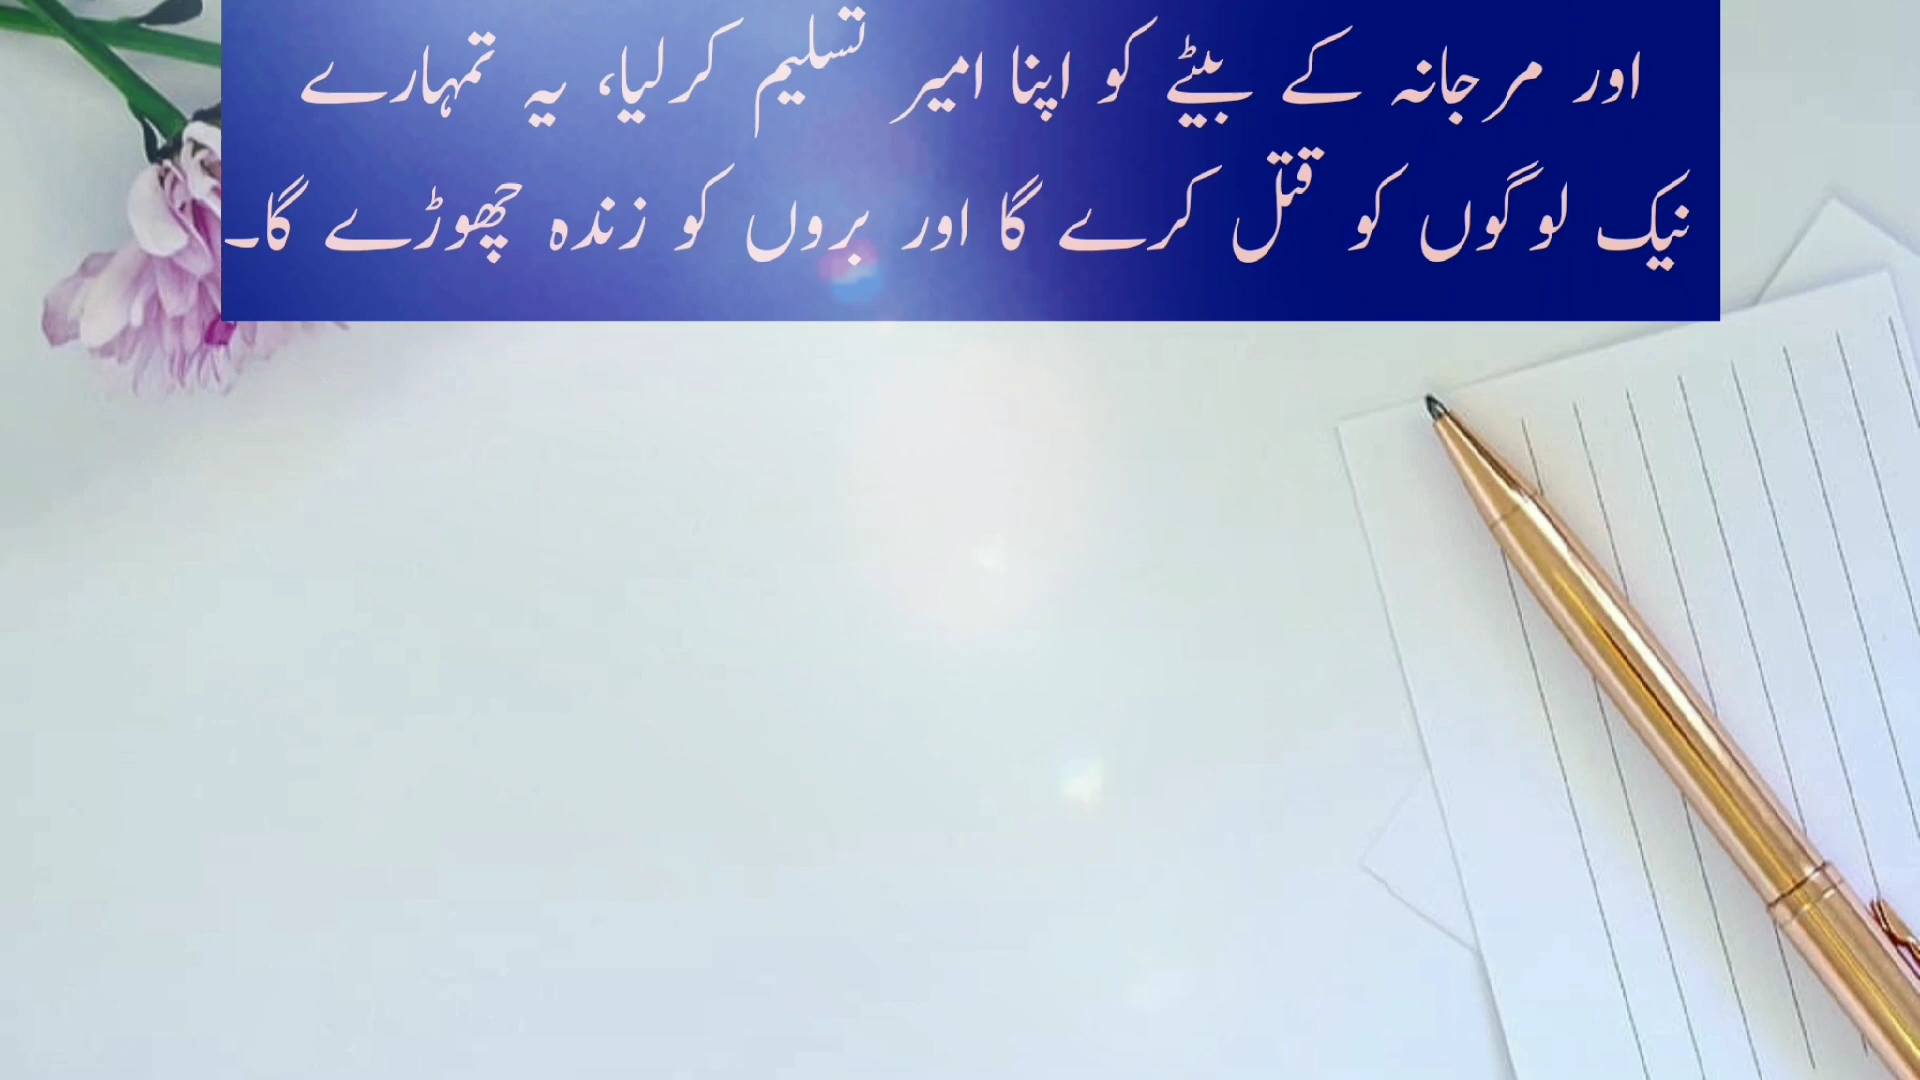 اور مرجانہ کے بیٹے کو اپنا امیر تسلیم کرلیا، یہ تمہارے
نیک لوگوں کو قتل کرے گا اور بروں کو زندہ چھوڑے گا۔